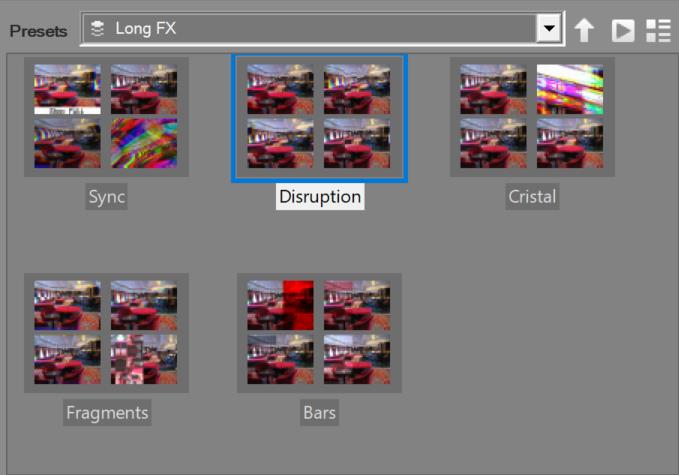 Presets
Long FX
Sync
Disruption
Cristal
Fragments
Bars